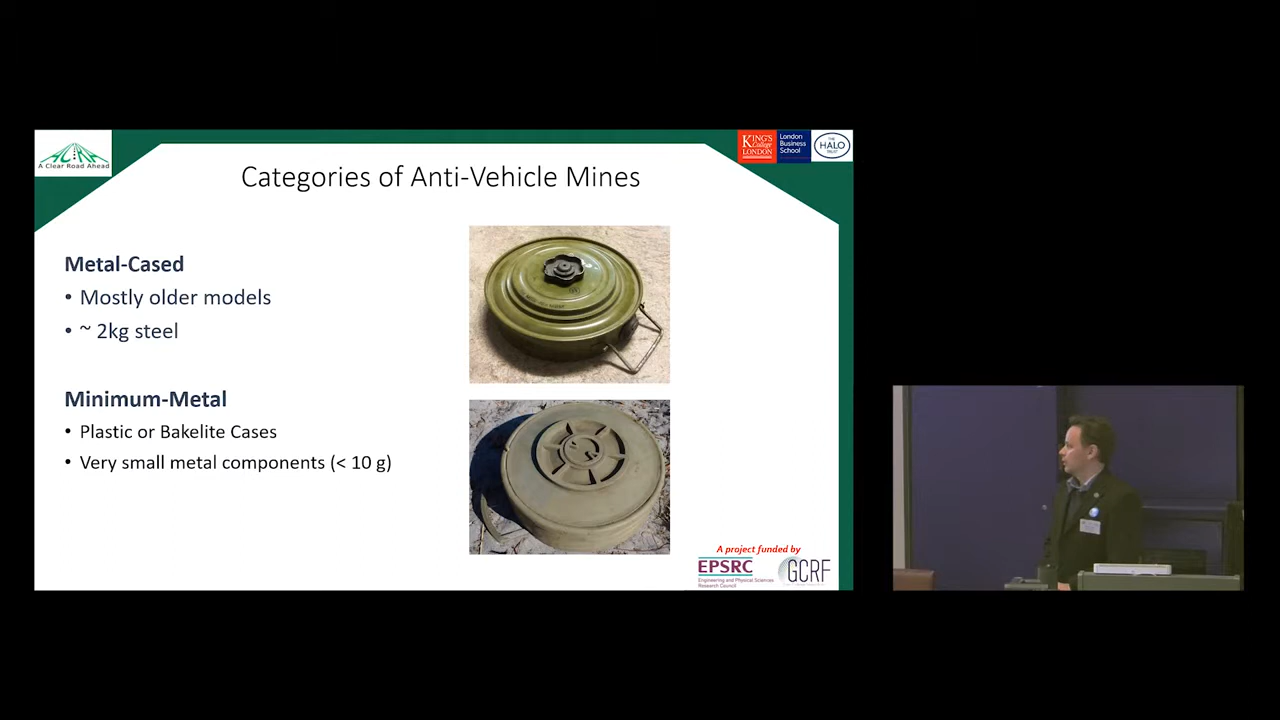 A Clear Road Ahead
KING'S
College
LONDON
London
Business
School
THE
HALO
TRUST
Categories of Anti-Vehicle Mines
Metal-Cased
• Mostly older models
• ~ 2kg steel
Minimum-Metal
• Plastic or Bakelite Cases
• Very small metal components (< 10 g)
A project funded by
EPSRC
Engineering and Physical Sciences
Research Council
GCRF